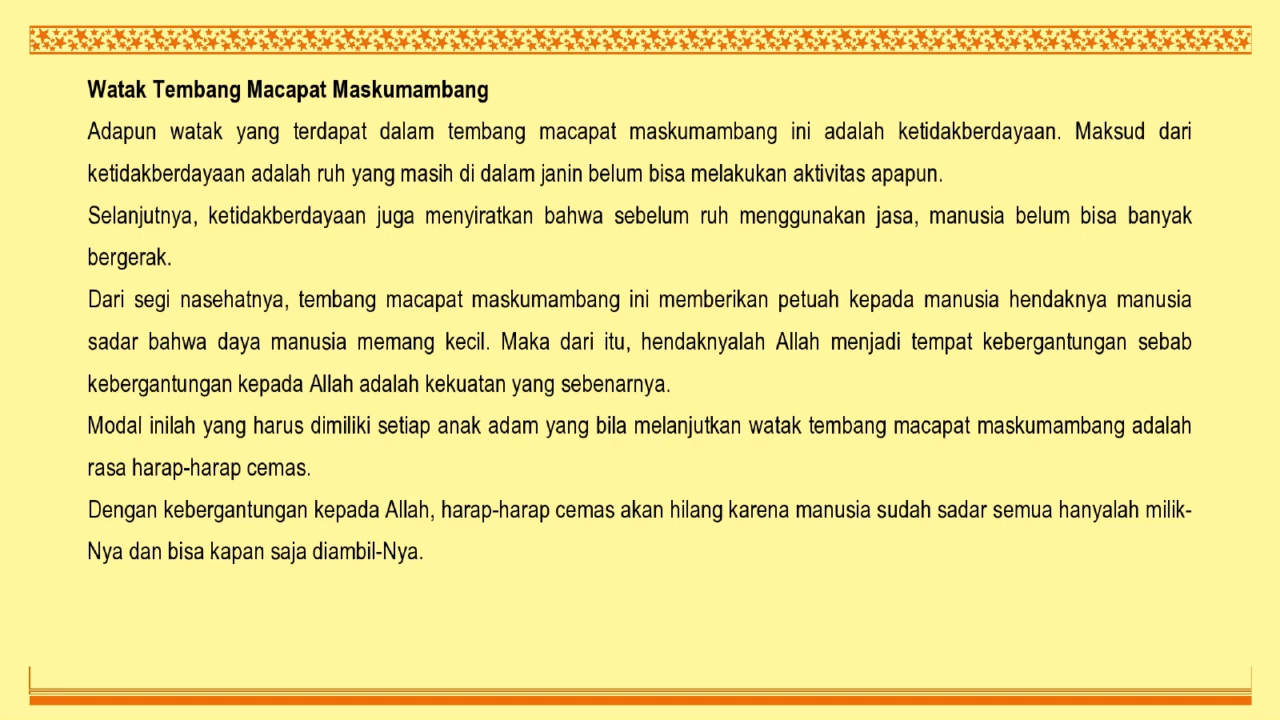 Watak Tembang Macapat Maskumambang
Adapun watak yang terdapat dalam tembang macapat maskumambang ini adalah ketidakberdayaan. Maksud dari
ketidakberdayaan adalah ruh yang masih di dalam janin belum bisa melakukan aktivitas apapun.
Selanjutnya, ketidakberdayaan juga menyiratkan bahwa sebelum ruh menggunakan jasa, manusia belum bisa banyak
bergerak.
Dari segi nasehatnya, tembang macapat maskumambang ini memberikan petuah kepada manusia hendaknya manusia
sadar bahwa daya manusia memang kecil. Maka dari itu, hendaknyalah Allah menjadi tempat kebergantungan sebab
kebergantungan kepada Allah adalah kekuatan yang sebenarnya.
Modal inilah yang harus dimiliki setiap anak adam yang bila melanjutkan watak tembang macapat maskumambang adalah
rasa harap-harap cemas.
Dengan kebergantungan kepada Allah, harap-harap cemas akan hilang karena manusia sudah sadar semua hanyalah milik-
Nya dan bisa kapan saja diambil-Nya.